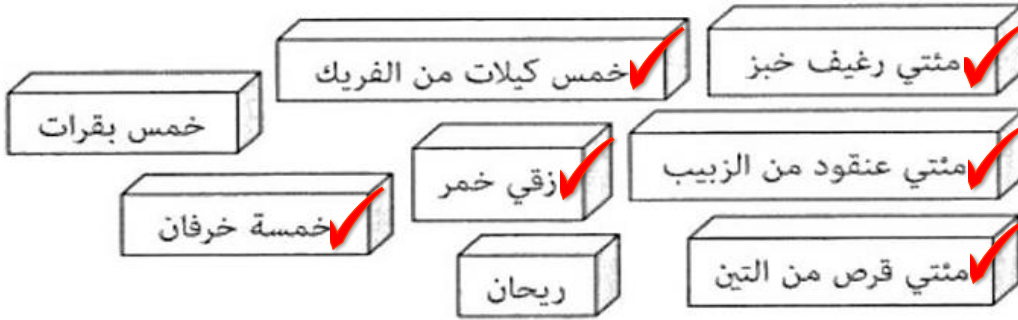 مئتي رغيف خبز
خمس كيلات من الفريك
خمس بقرات
مئتي عنقود من الزبيب
زقي خمر
خمسة خرفان
مئتي قرص من التين
ريحان